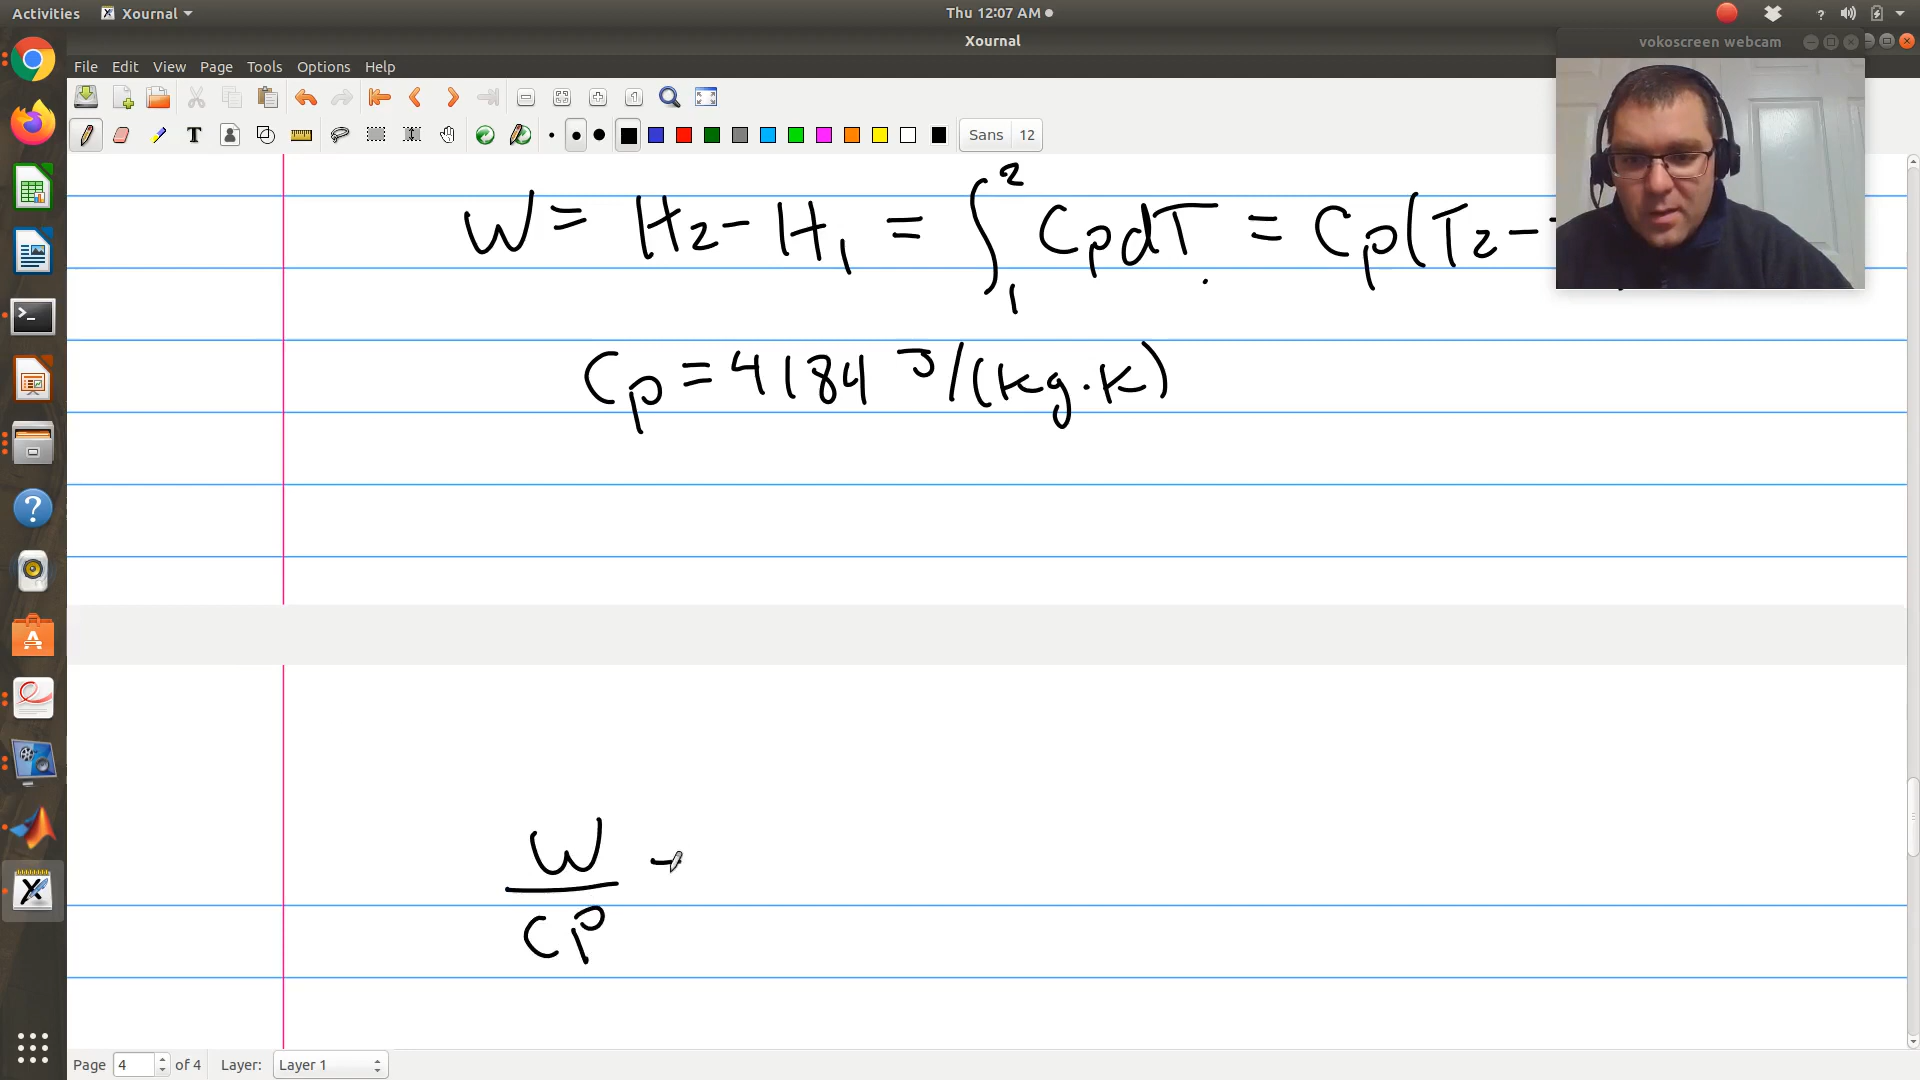 Activities Xournal Thu 12:07 AM
Xournal
vokoscreen webcam
File Edit View Page Tools Options Help
Sans 12
W = H2 - H1 = ∫₁² CpdT = Cp(T2 -
Cp = 4184 J/(kg.K)
W
Cp
Page 4 of 4 Layer: Layer 1